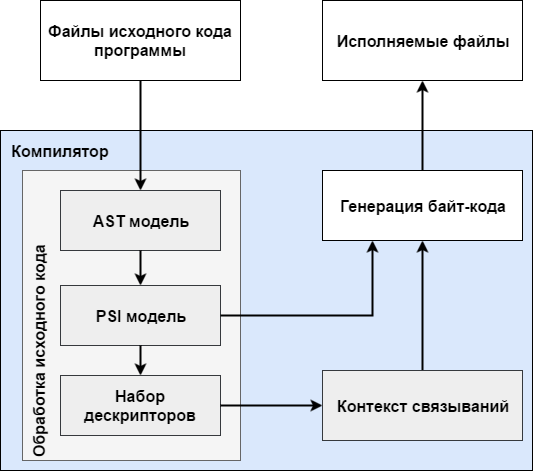 Файлы исходного кода
программы
Исполняемые файлы
Компилятор
Обработка исходного кода
AST модель
Генерация байт-кода
PSI модель
Набор
дескрипторов
Контекст связываний